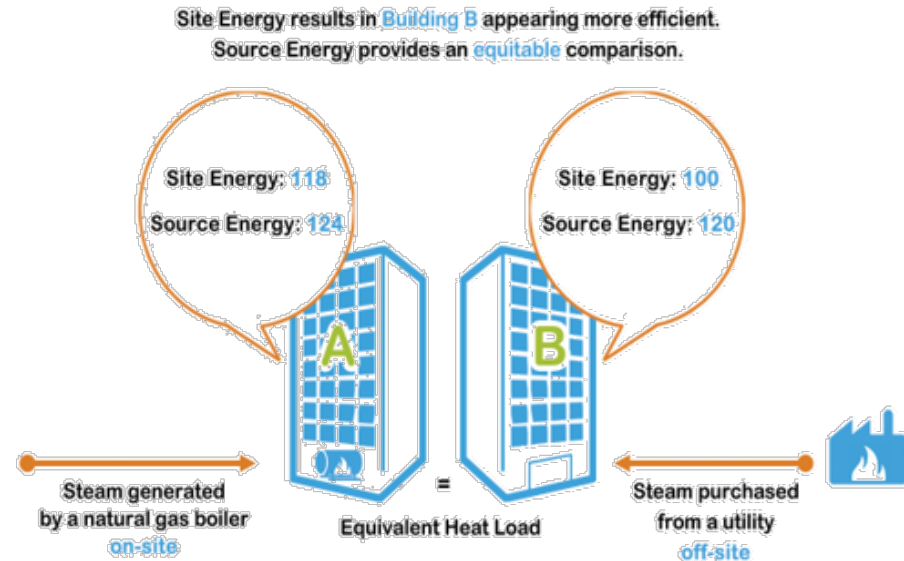 Site Energy results in Building B appearing more efficient.
Source Energy provides an equitable comparison.
Site Energy: 118
Source Energy: 124
Site Energy: 100
Source Energy: 120
A
B
Steam generated
by a natural gas boiler
on-site
=
Equivalent Heat Load
Steam purchased
from a utility
off-site